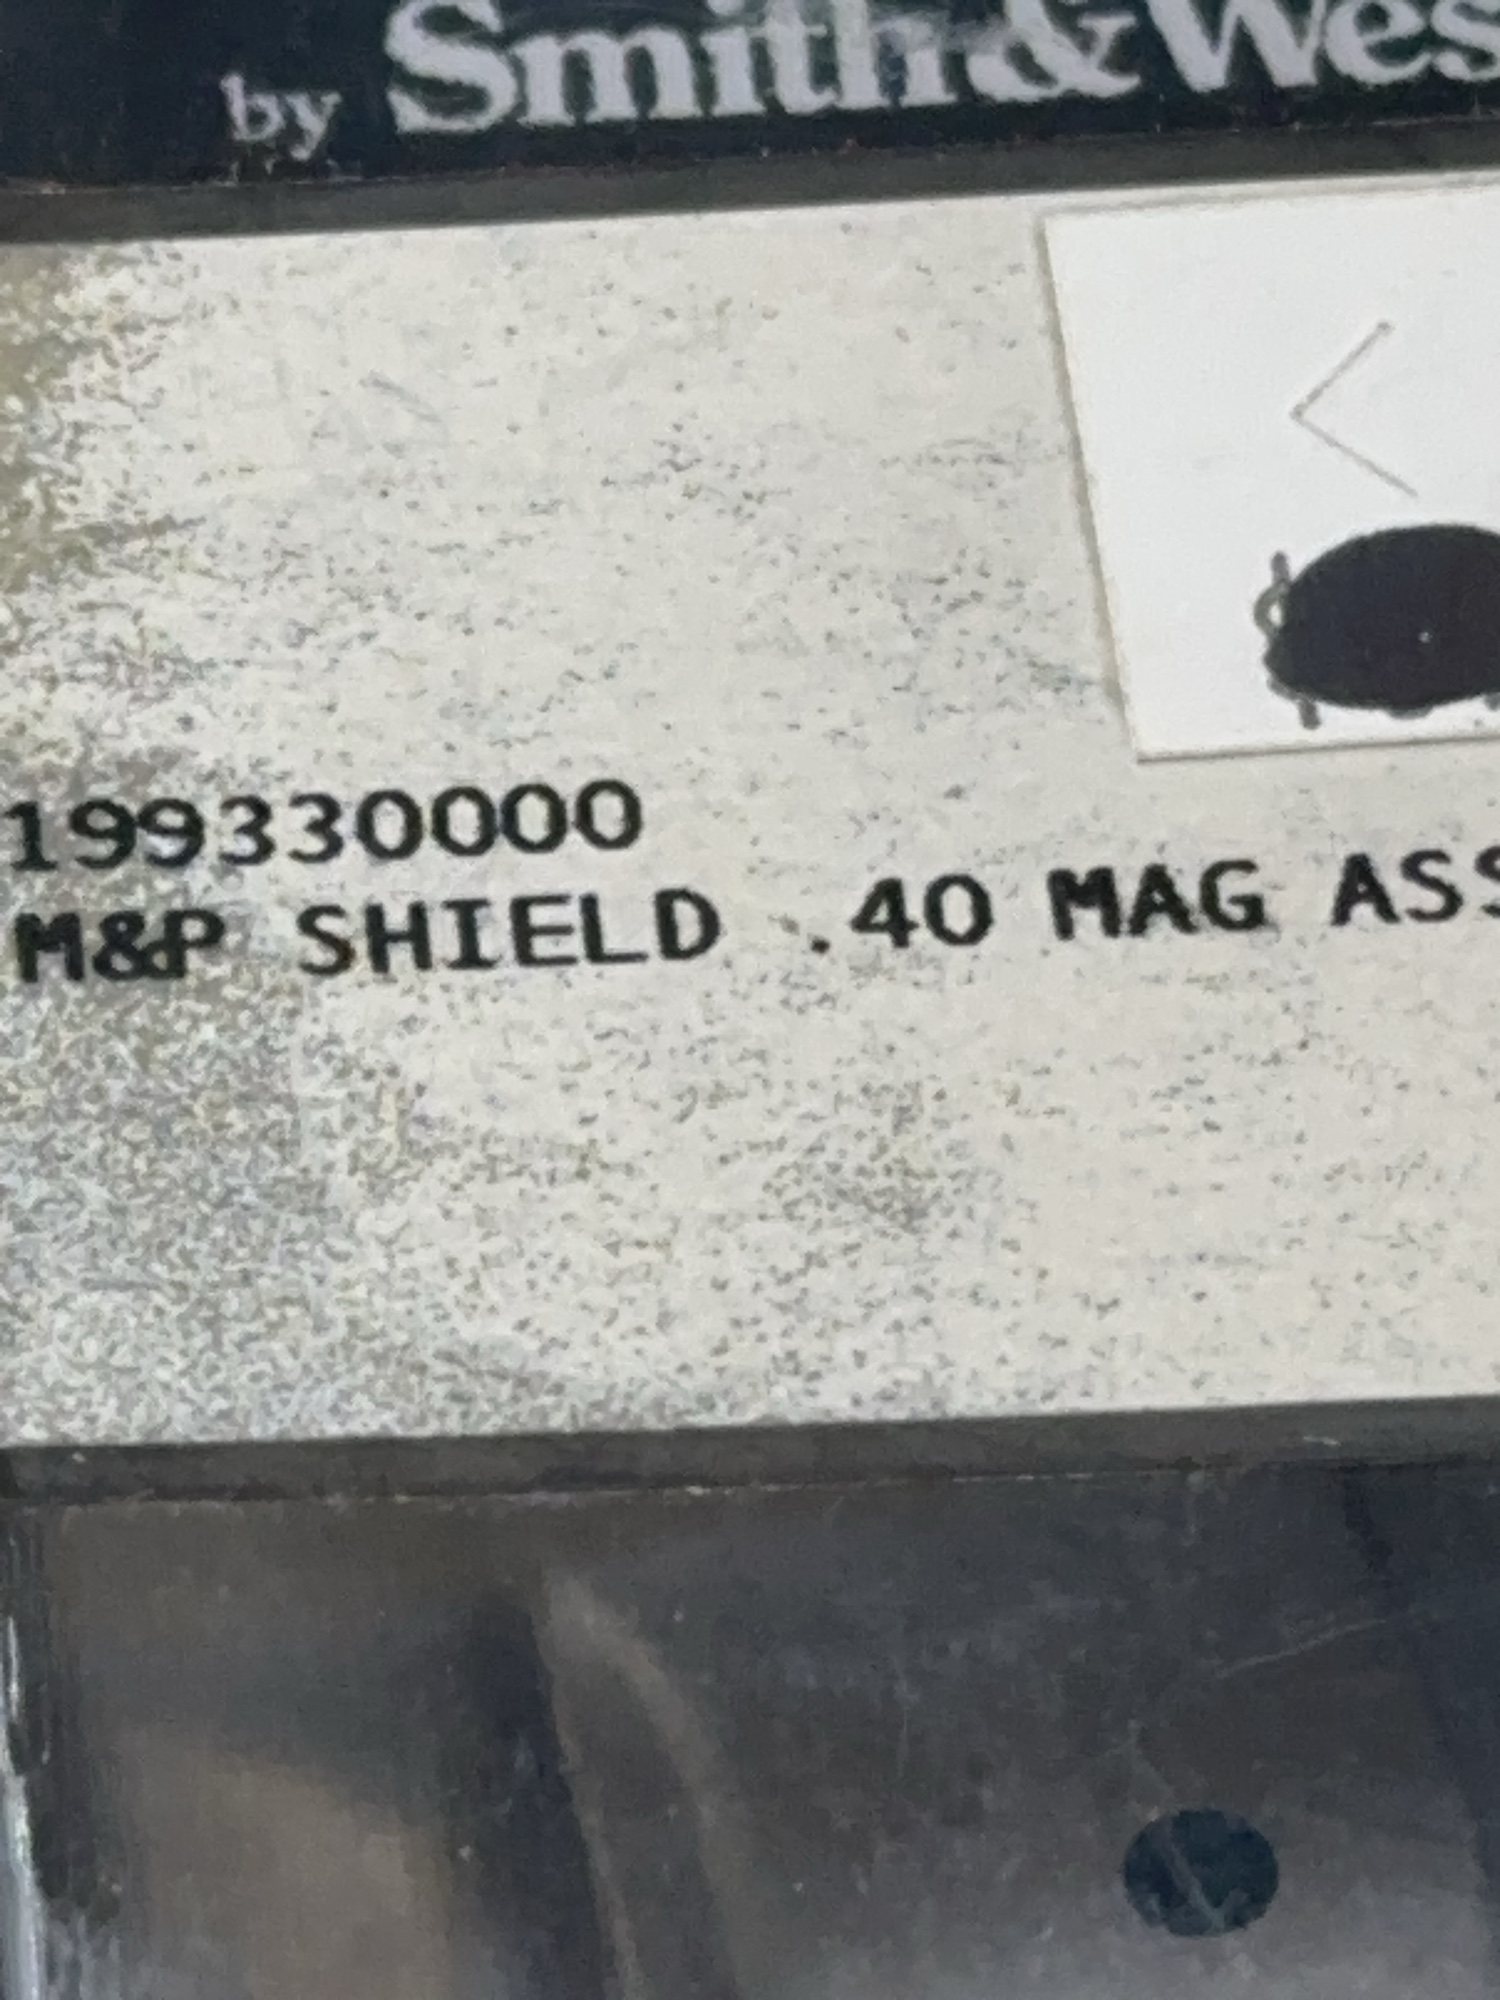 by Smith&Wes
199330000
M&P SHIELD .40 MAG ASS